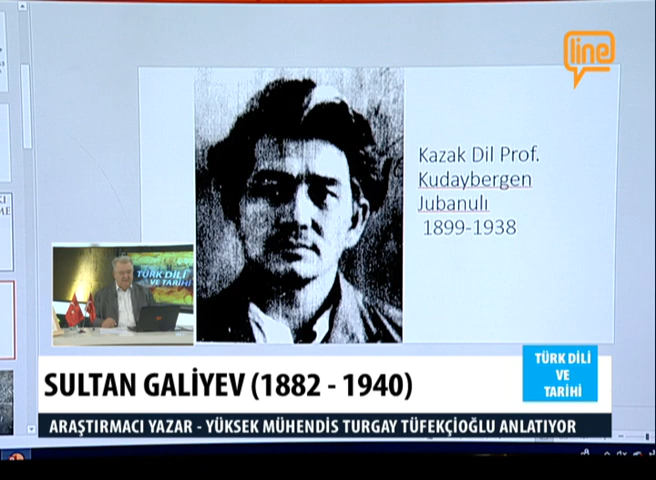 line
Kazak Dil Prof.
Kudaybergen
Jubanulı
1899-1938
TÜRK DİLİ
VE TARİHİ
SULTAN GALİYEV (1882 - 1940)
TÜRK DİLİ
VE
TARİHİ
ARAŞTIRMACI YAZAR - YÜKSEK MÜHENDİS TURGAY TÜFEKÇİOĞLU ANLATIYOR